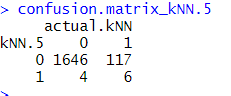 > confusion.matrix_kNN.5
actual.kNN
kNN.5 0 1
0 1646 117
1 4 6
>